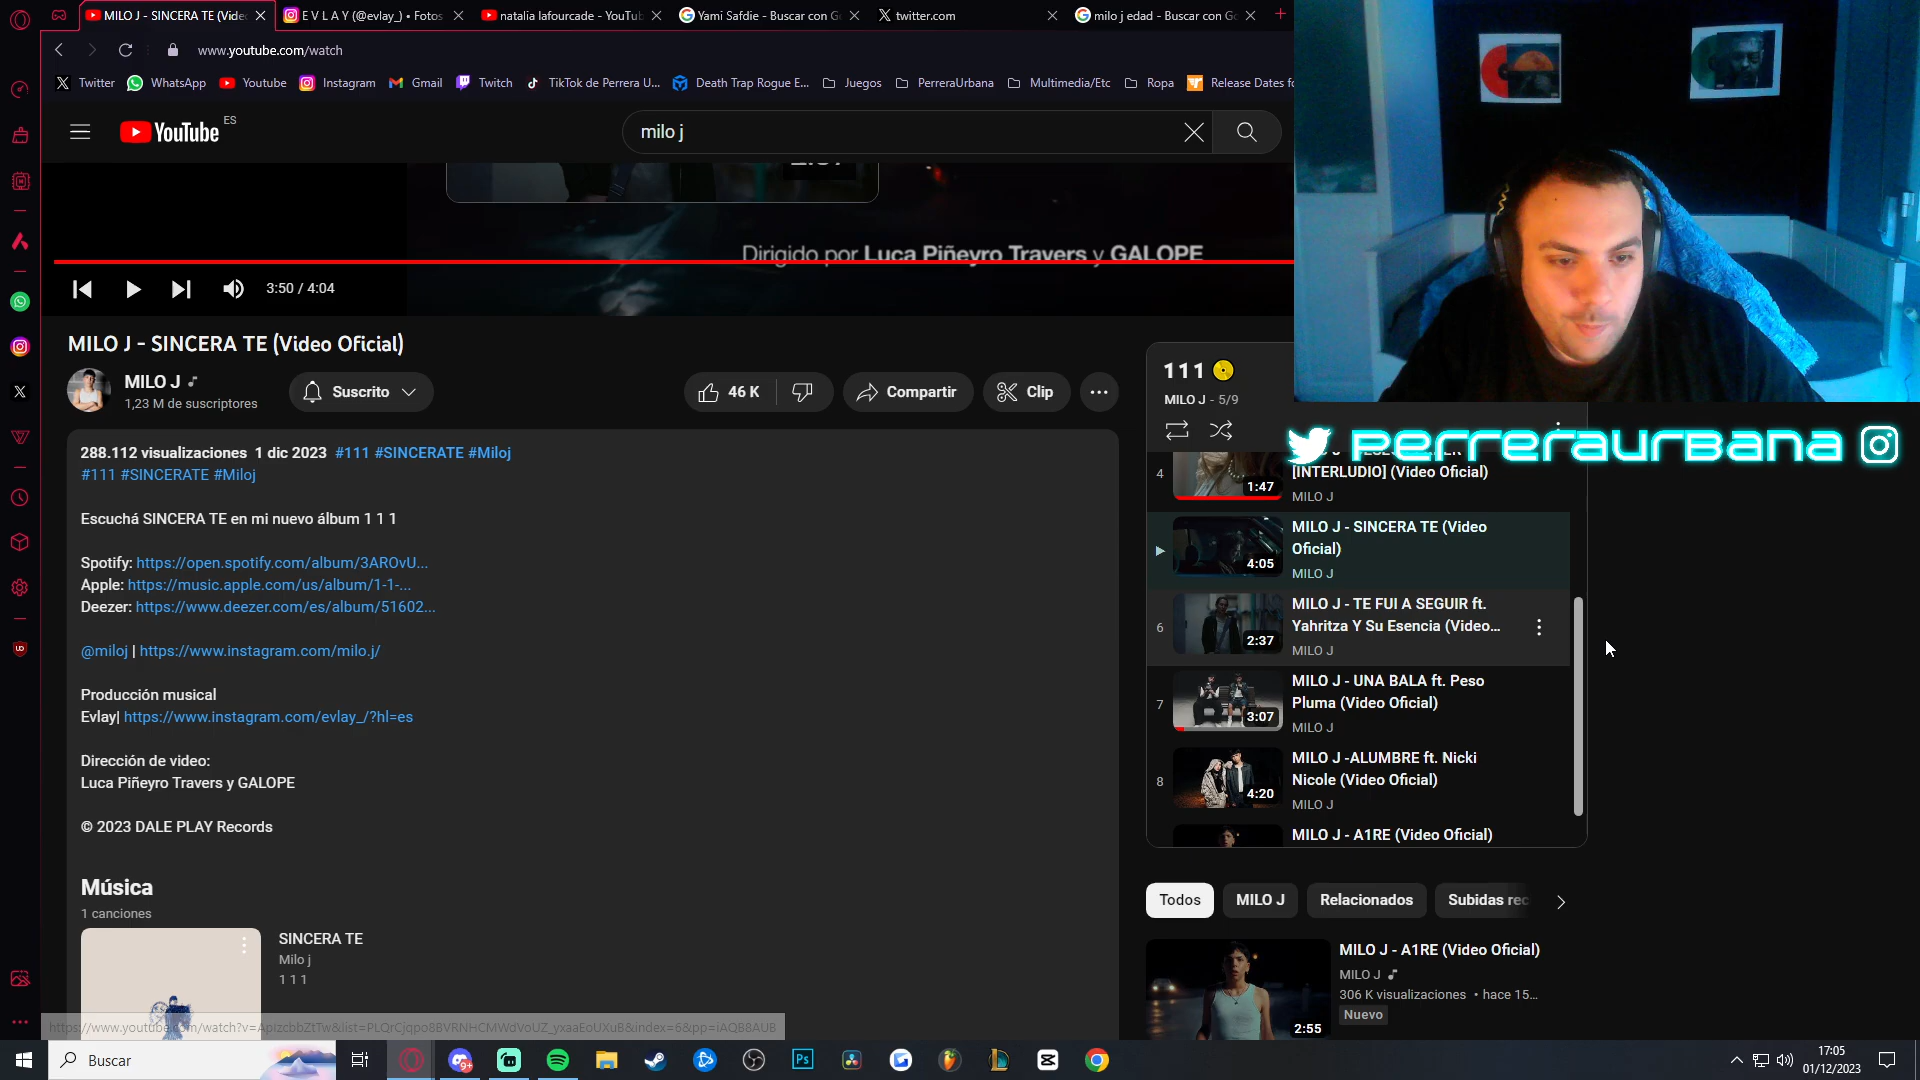 MILO J - SINCERA TE (Vide
E V L A Y (@evlay_) • Fotos
natalia lafourcade - YouTu
Yami Safdie - Buscar con G
twitter.com
milo j edad - Buscar con Go
www.youtube.com/watch
Twitter
WhatsApp
Youtube
Instagram
Gmail
Twitch
TikTok de Perrera U...
Death Trap Rogue E...
Juegos
PerreraUrbana
Multimedia/Etc
Ropa
Release Dates fo
YouTube ES
milo j
Dirigido por Luca Piñeyro Travers y GALOPE
3:50 / 4:04
MILO J - SINCERA TE (Video Oficial)
MILO J
1,23 M de suscriptores
Suscrito
46 K
Compartir
Clip
288.112 visualizaciones 1 dic 2023 #111 #SINCERATE #Miloj
#111 #SINCERATE #Miloj
Escuchá SINCERA TE en mi nuevo álbum 1 1 1
Spotify: https://open.spotify.com/album/3AROvU...
Apple: https://music.apple.com/us/album/1-1-...
Deezer: https://www.deezer.com/es/album/51602...
@miloj | https://www.instagram.com/milo.j/
Producción musical
Evlay| https://www.instagram.com/evlay_/?hl=es
Dirección de video:
Luca Piñeyro Travers y GALOPE
© 2023 DALE PLAY Records
Música
1 canciones
SINCERA TE
Milo j
1 1 1
111
MILO J - 5/9
PERRERAURBANA
4
1:47
[INTERLUDIO] (Video Oficial)
MILO J
4:05
MILO J - SINCERA TE (Video
Oficial)
MILO J
6
2:37
MILO J - TE FUI A SEGUIR ft.
Yahritza Y Su Esencia (Video...
MILO J
7
3:07
MILO J - UNA BALA ft. Peso
Pluma (Video Oficial)
MILO J
8
4:20
MILO J -ALUMBRE ft. Nicki
Nicole (Video Oficial)
MILO J
MILO J - A1RE (Video Oficial)
Todos
MILO J
Relacionados
Subidas rec
2:55
MILO J - A1RE (Video Oficial)
MILO J
306 K visualizaciones • hace 15...
Nuevo
Buscar
9+
Ps
17:05
01/12/2023